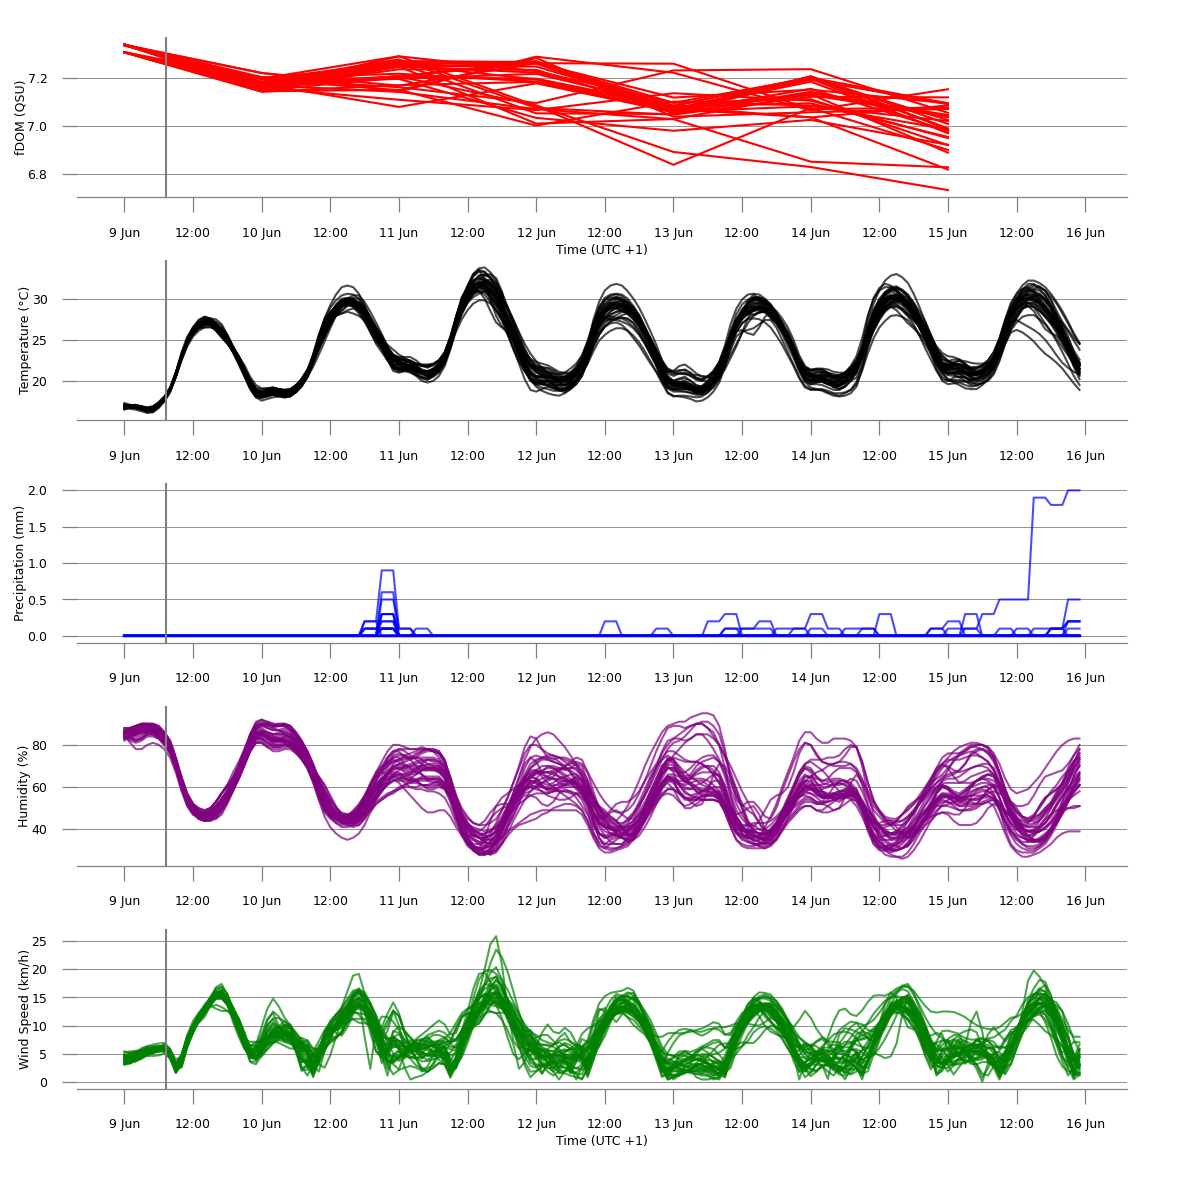 fDOM (QSU)
7.2
7.0
6.8
9 Jun 12:00 10 Jun 12:00 11 Jun 12:00 12 Jun 12:00 13 Jun 12:00 14 Jun 12:00 15 Jun 12:00 16 Jun
Time (UTC +1)
Temperature (°C)
30
25
20
9 Jun 12:00 10 Jun 12:00 11 Jun 12:00 12 Jun 12:00 13 Jun 12:00 14 Jun 12:00 15 Jun 12:00 16 Jun
Precipitation (mm)
2.0
1.5
1.0
0.5
0.0
9 Jun 12:00 10 Jun 12:00 11 Jun 12:00 12 Jun 12:00 13 Jun 12:00 14 Jun 12:00 15 Jun 12:00 16 Jun
Humidity (%)
80
60
40
9 Jun 12:00 10 Jun 12:00 11 Jun 12:00 12 Jun 12:00 13 Jun 12:00 14 Jun 12:00 15 Jun 12:00 16 Jun
Wind Speed (km/h)
25
20
15
10
5
0
9 Jun 12:00 10 Jun 12:00 11 Jun 12:00 12 Jun 12:00 13 Jun 12:00 14 Jun 12:00 15 Jun 12:00 16 Jun
Time (UTC +1)